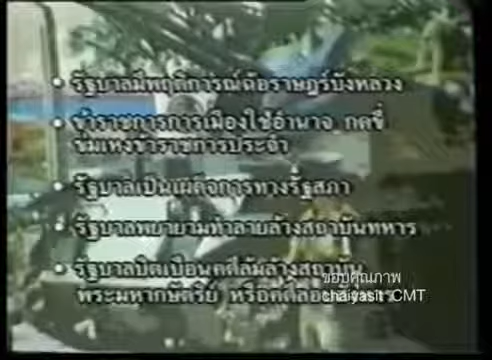 • รัฐบาลมีพฤติการณ์ฉ้อราษฎร์บังหลวง
• ข้าราชการการเมืองใช้อำนาจ กดขี่
ข่มเหงข้าราชการประจำ
• รัฐบาลเป็นเผด็จการทางรัฐสภา
• รัฐบาลพยายามทำลายล้างสถาบันทหาร
• รัฐบาลบิดเบือนคดีล้มล้างสถาบัน
พระมหากษัตริย์ หรือคดีลอบสังหาร
ขอบคุณภาพ
chaiyasit CMT